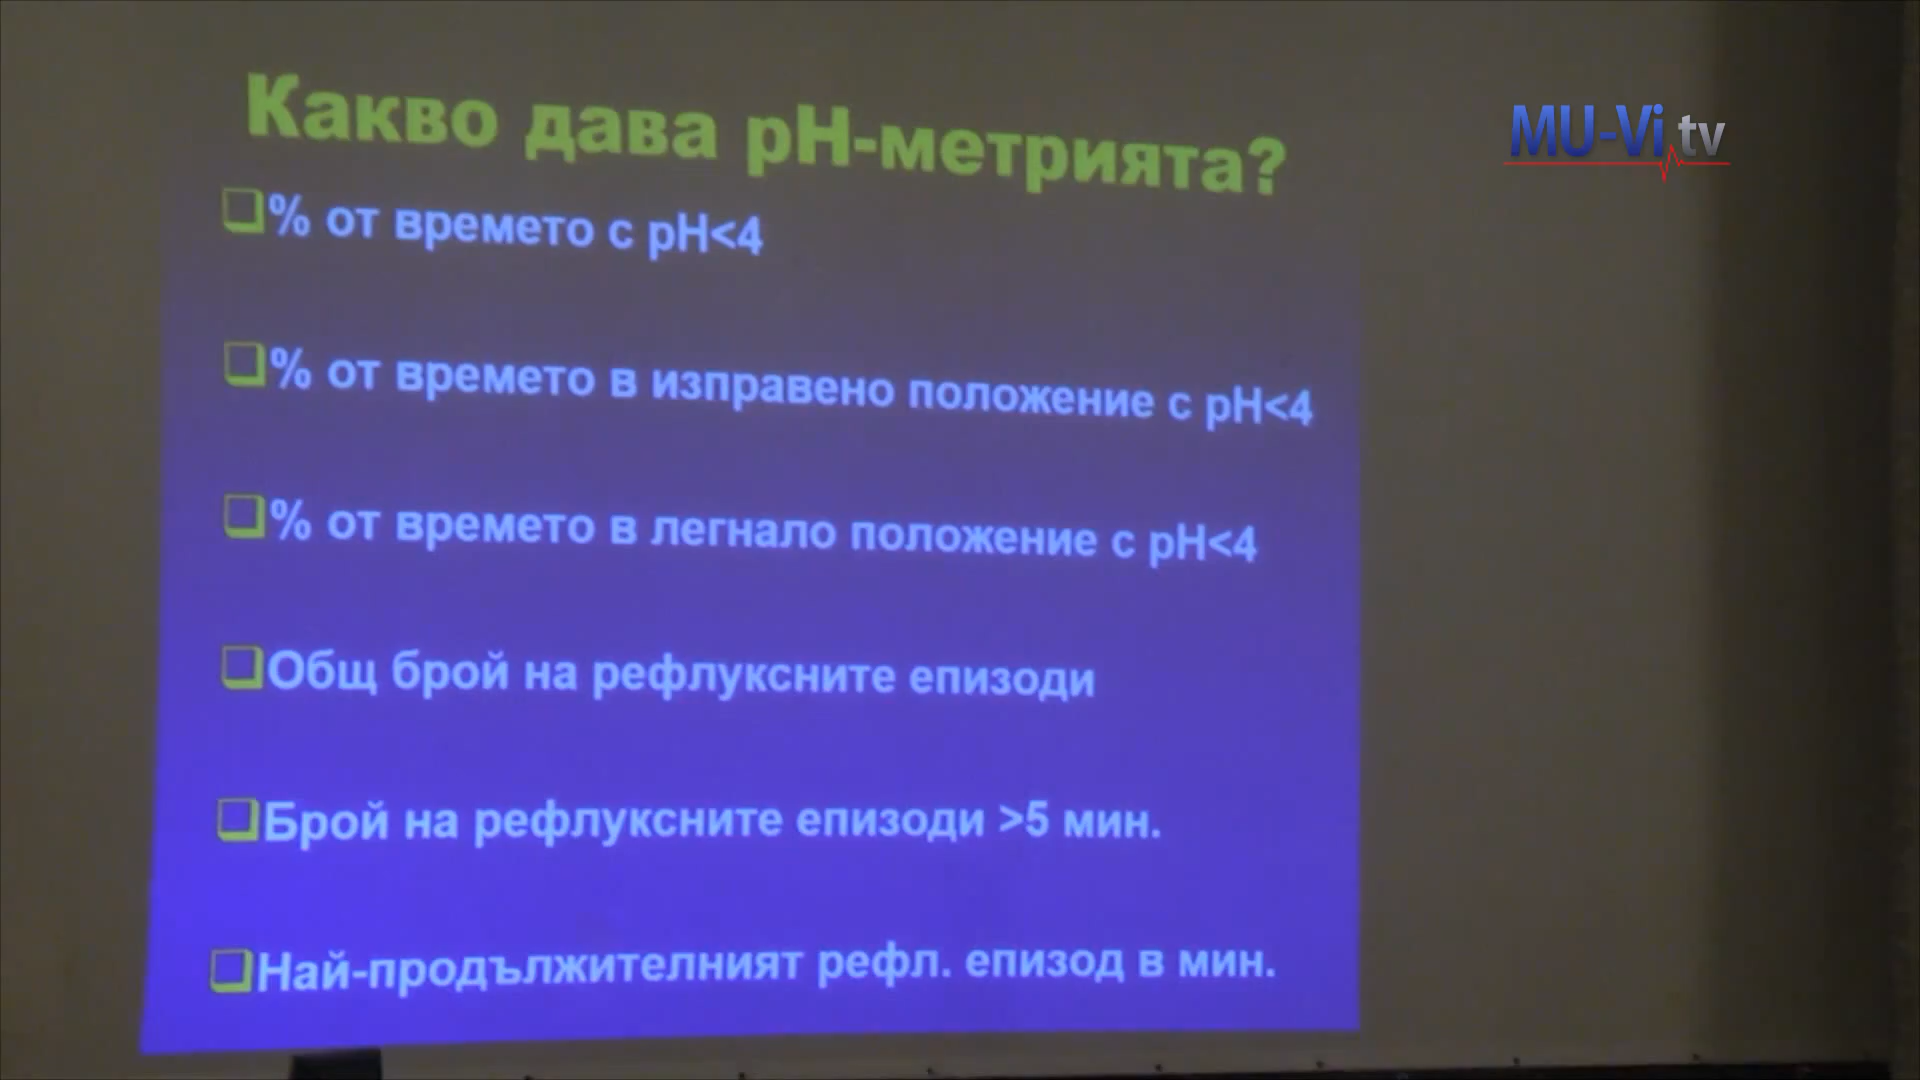 Какво дава pH-метрията?
MU-Vi.tv
% от времето с pH<4
% от времето в изправено положение с pH<4
% от времето в легнало положение с pH<4
Общ брой на рефлуксните епизоди
Брой на рефлуксните епизоди >5 мин.
Най-продължителният рефл. епизод в мин.